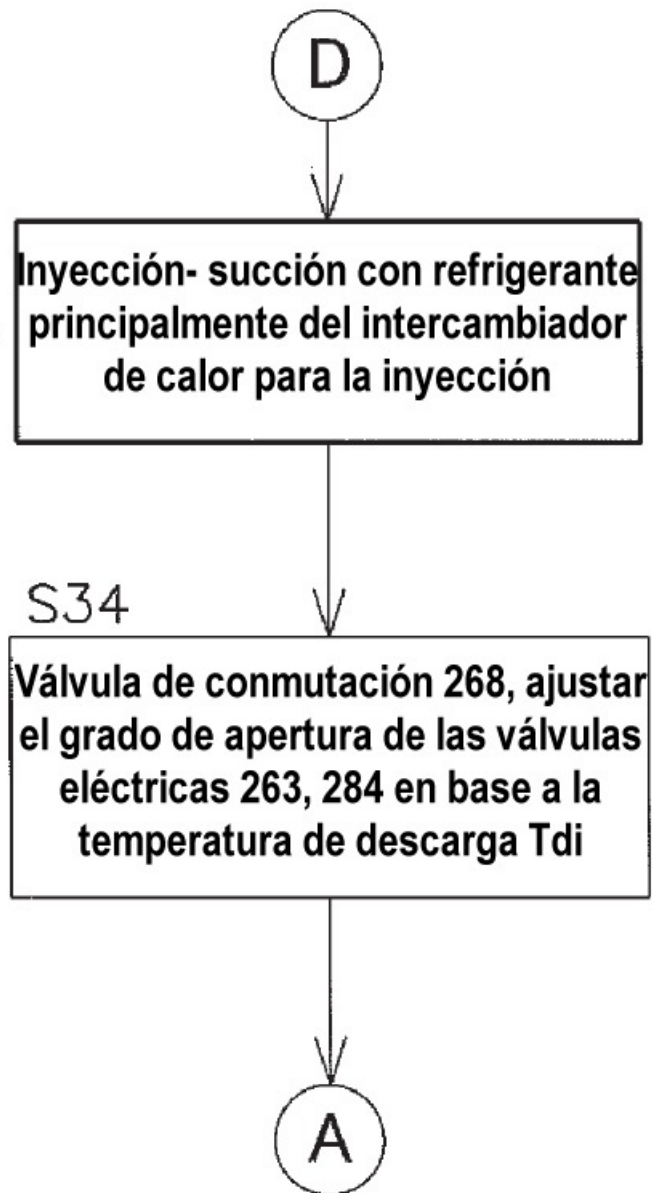 D
Inyección- succión con refrigerante
principalmente del intercambiador
de calor para la inyección
S34
Válvula de conmutación 268, ajustar
el grado de apertura de las válvulas
eléctricas 263, 284 en base a la
temperatura de descarga Tdi
A